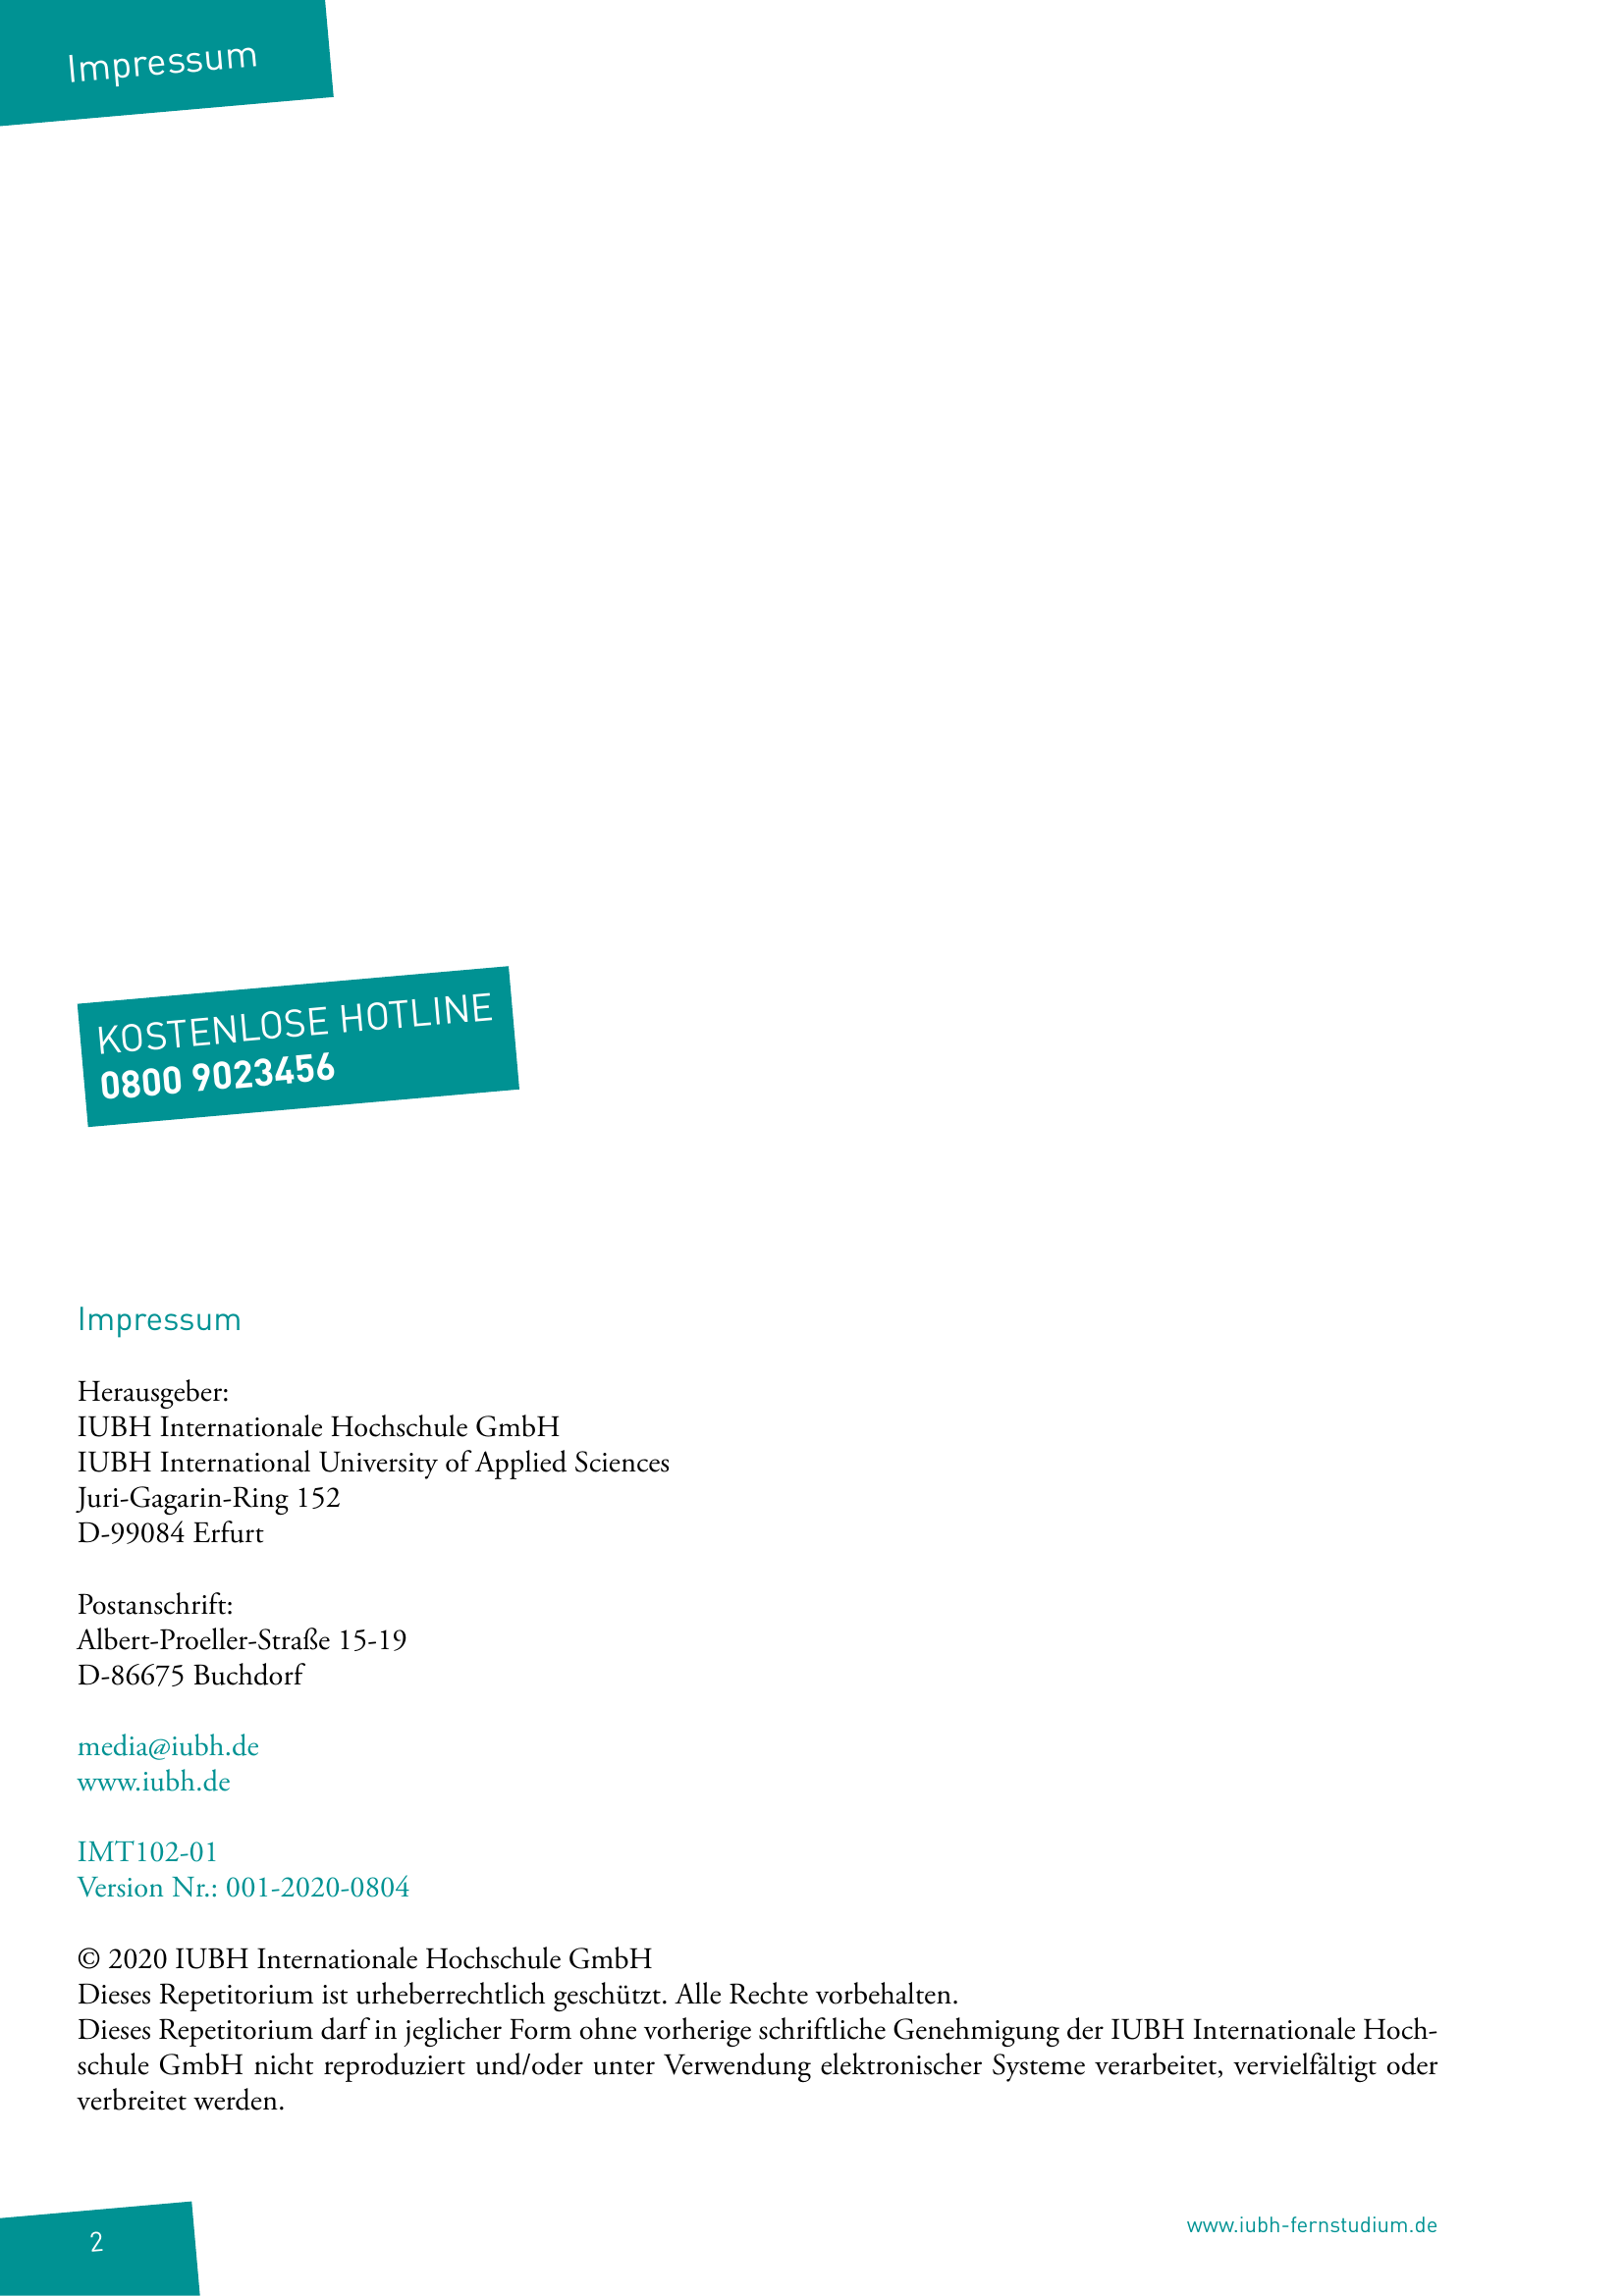 Impressum
KOSTENLOSE HOTLINE
0800 9023456
Impressum
Herausgeber:
IUBH Internationale Hochschule GmbH
IUBH International University of Applied Sciences
Juri-Gagarin-Ring 152
D-99084 Erfurt
Postanschrift:
Albert-Proeller-Straße 15-19
D-86675 Buchdorf
media@iubh.de
www.iubh.de
IMT102-01
Version Nr.: 001-2020-0804
© 2020 IUBH Internationale Hochschule GmbH
Dieses Repetitorium ist urheberrechtlich geschützt. Alle Rechte vorbehalten.
Dieses Repetitorium darf in jeglicher Form ohne vorherige schriftliche Genehmigung der IUBH Internationale Hoch-
schule GmbH nicht reproduziert und/oder unter Verwendung elektronischer Systeme verarbeitet, vervielfältigt oder
verbreitet werden.
2
www.iubh-fernstudium.de